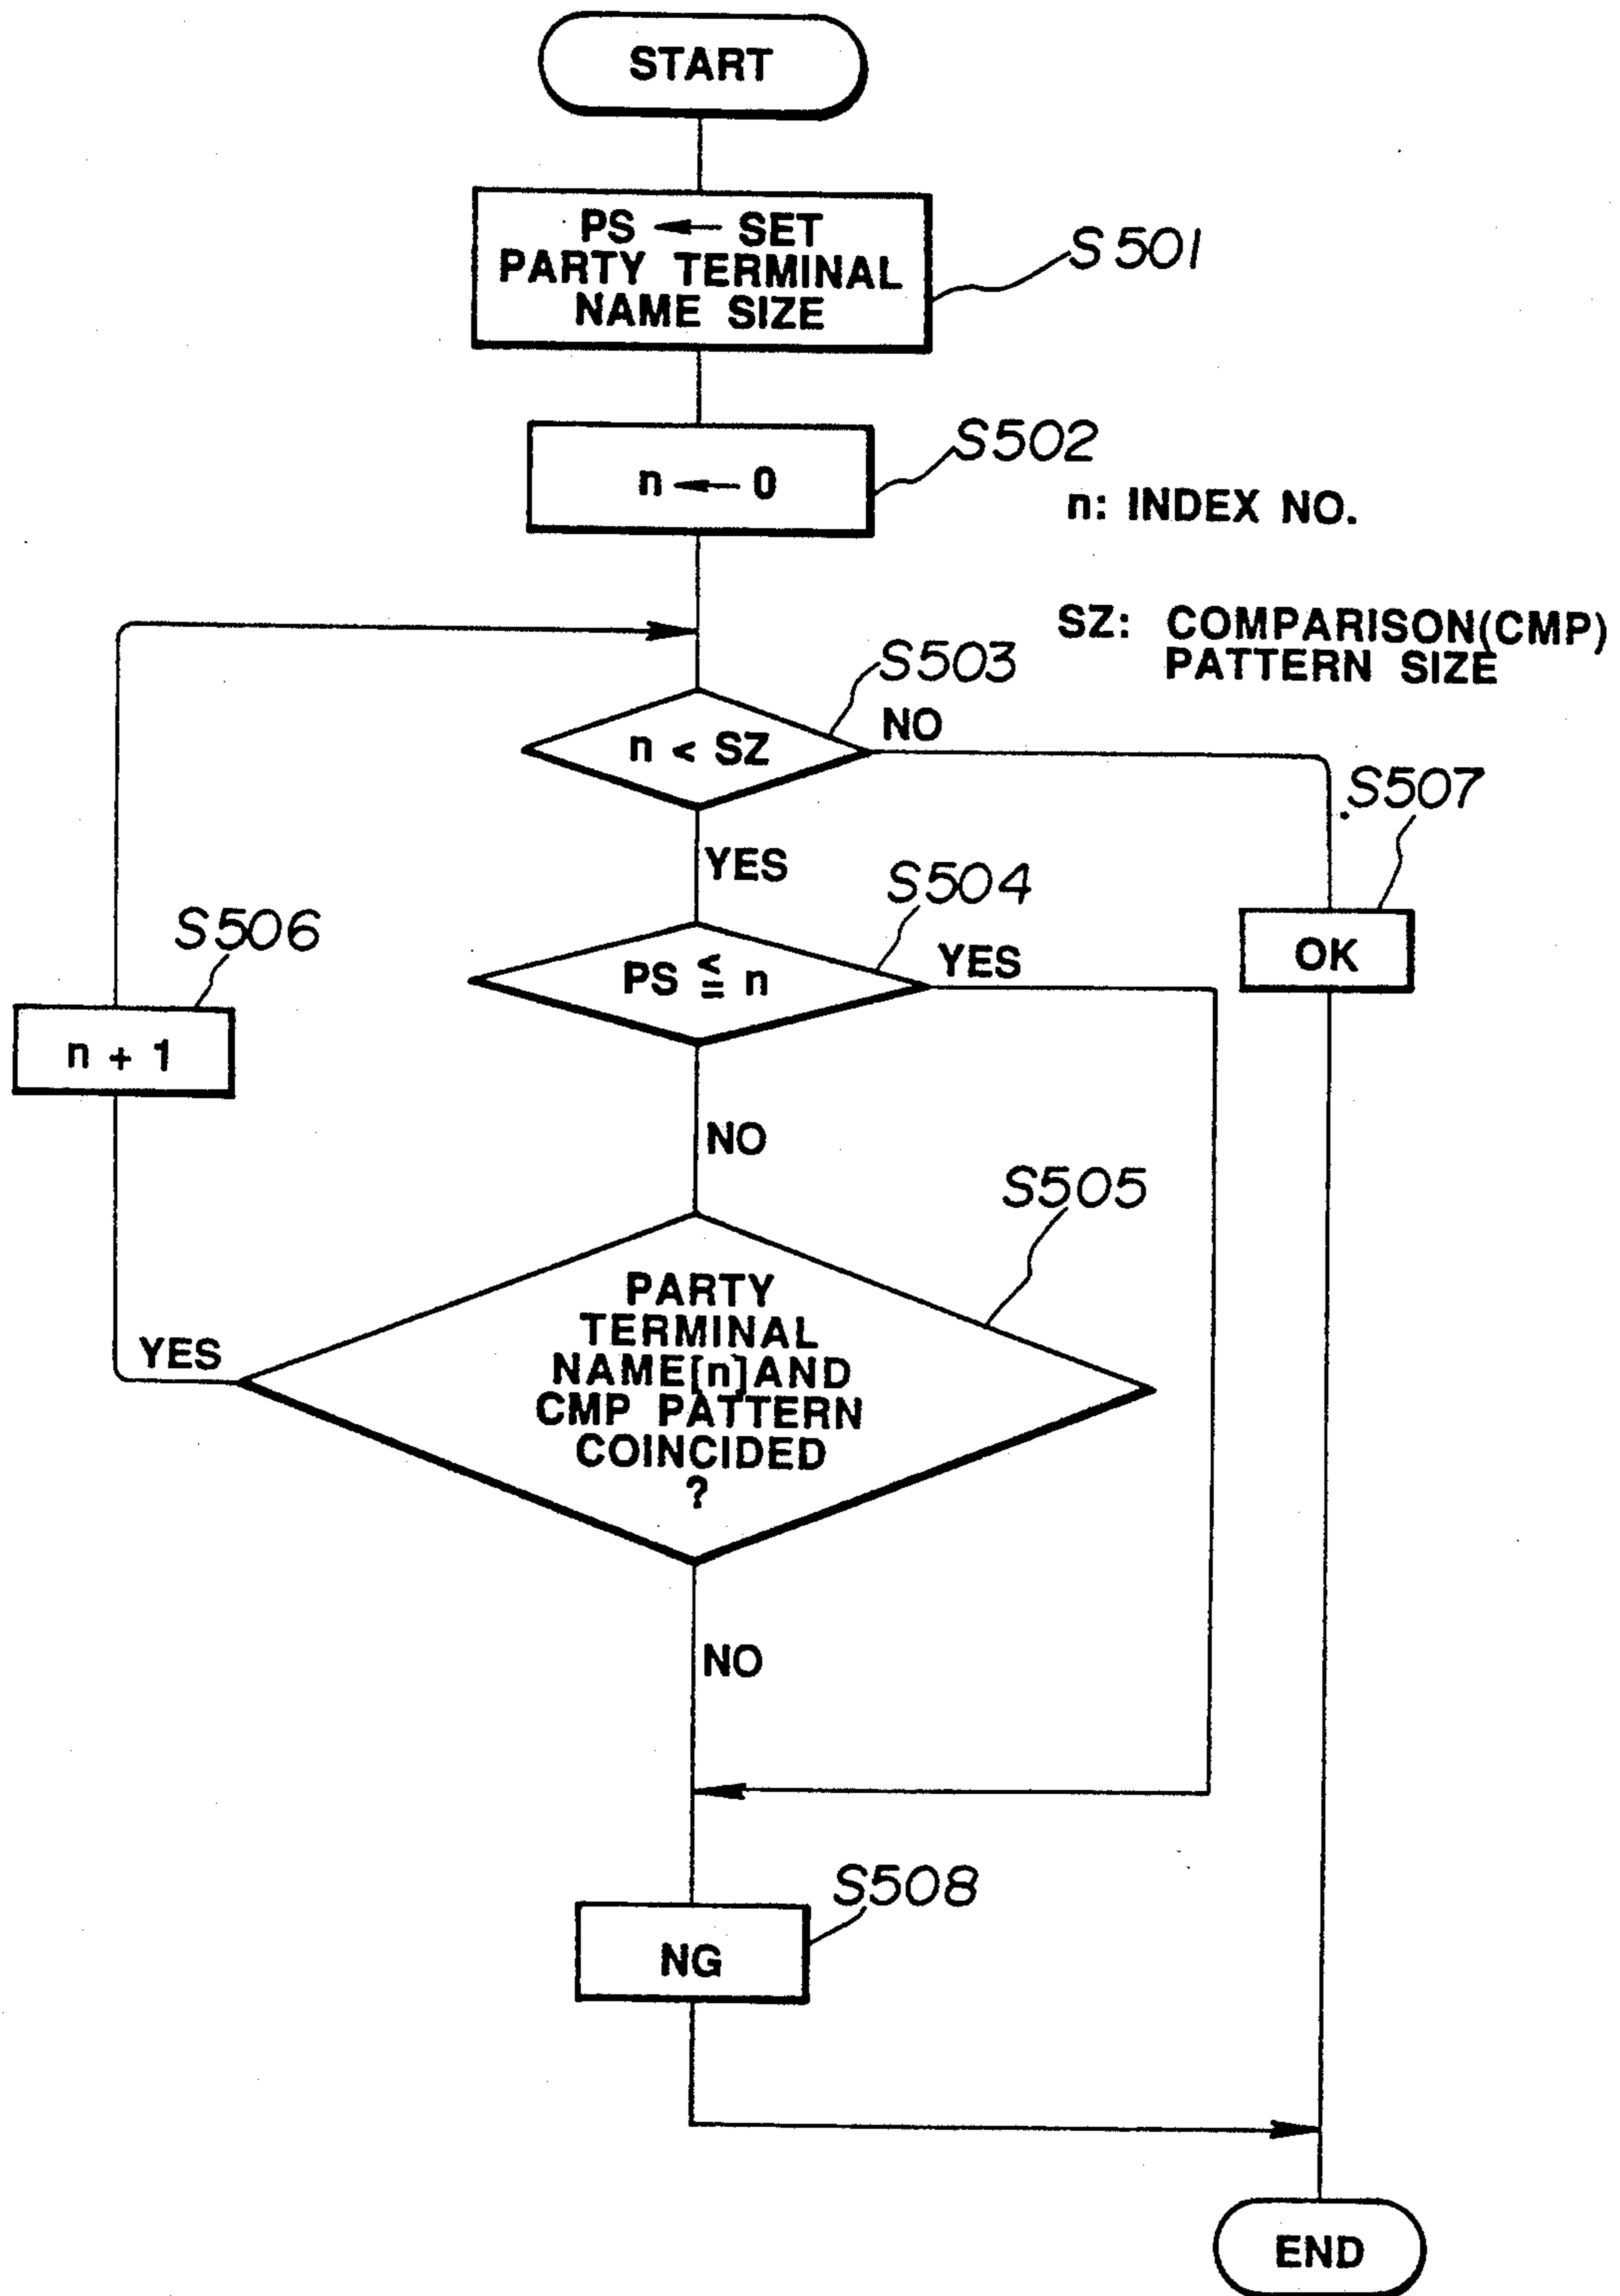 START
PS ← SET
PARTY TERMINAL
NAME SIZE
S501
n ← 0
S502
n: INDEX NO.
SZ: COMPARISON(CMP)
PATTERN SIZE
S503
n < SZ
NO
S507
YES
S504
OK
S506
PS ≦ n
YES
n + 1
NO
S505
PARTY
TERMINAL
NAME[n]AND
CMP PATTERN
COINCIDED
?
YES
NO
S508
NG
END